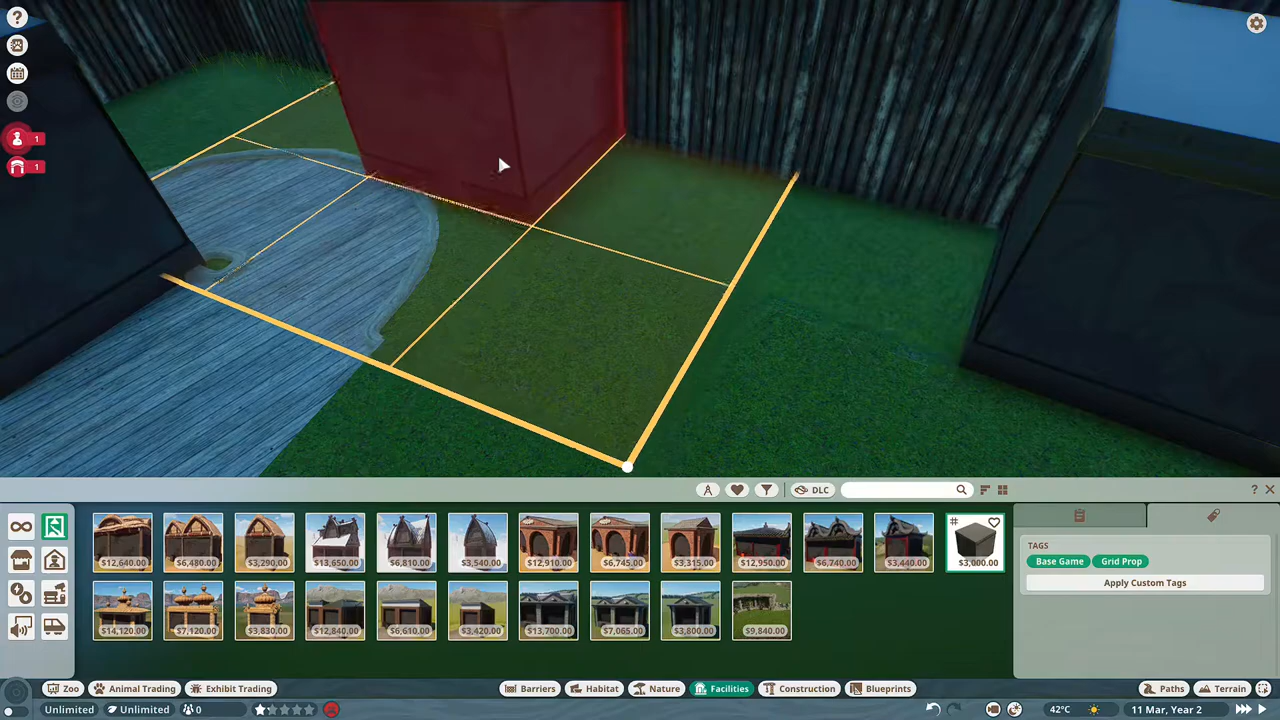 ?
1
1
DLC
? ×
$12,640.00
$6,480.00
$3,290.00
$13,650.00
$6,810.00
$3,540.00
$12,910.00
$6,745.00
$3,315.00
$12,950.00
$6,740.00
$3,440.00
#
$3,000.00
$14,120.00
$7,120.00
$3,830.00
$12,840.00
$6,610.00
$3,420.00
$13,700.00
$7,065.00
$3,800.00
$9,840.00
TAGS
Base Game
Grid Prop
Apply Custom Tags
Zoo
Animal Trading
Exhibit Trading
Barriers
Habitat
Nature
Facilities
Construction
Blueprints
Paths
Terrain
Unlimited
Unlimited
0
42°C
11 Mar, Year 2